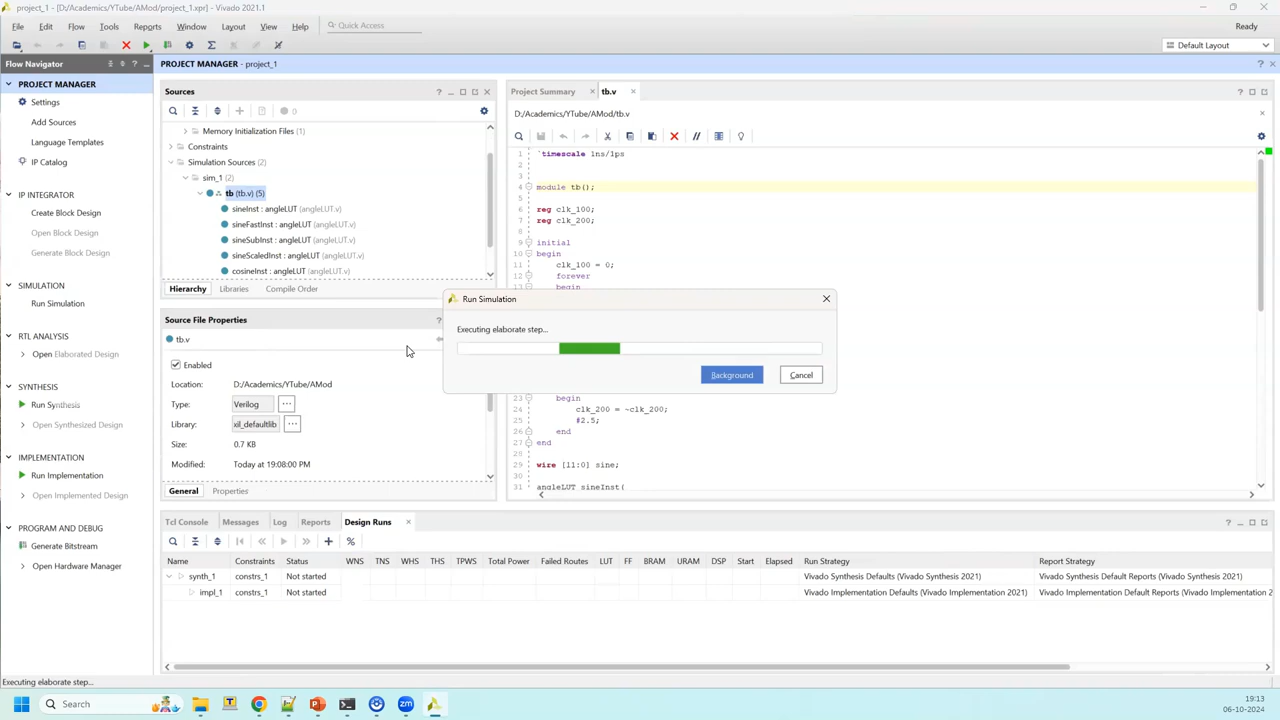 project_1 - [D:/Academics/YTube/AMod/project_1.xpr] - Vivado 2021.2
File Edit Flow Tools Reports Window Layout View Help Quick Access Ready
Default Layout
Flow Navigator
PROJECT MANAGER - project_1
PROJECT MANAGER
Settings
Add Sources
Language Templates
IP Catalog
IP INTEGRATOR
Create Block Design
Open Block Design
Generate Block Design
SIMULATION
Run Simulation
RTL ANALYSIS
Open Elaborated Design
SYNTHESIS
Run Synthesis
Open Synthesized Design
IMPLEMENTATION
Run Implementation
Open Implemented Design
PROGRAM AND DEBUG
Generate Bitstream
Open Hardware Manager
Sources
0
Memory Initialization Files (1)
Constraints
Simulation Sources (2)
sim_1 (2)
tb (tb.v) (5)
sineInst : angleLUT (angleLUT.v)
sineFastInst : angleLUT (angleLUT.v)
sineSubInst : angleLUT (angleLUT.v)
sineScaledInst : angleLUT (angleLUT.v)
cosineInst : angleLUT (angleLUT.v)
Hierarchy Libraries Compile Order
Source File Properties
tb.v
Enabled
Location: D:/Academics/YTube/AMod
Type: Verilog
Library: xil_defaultlib
Size: 0.7 KB
Modified: Today at 19:08:00 PM
General Properties
Project Summary tb.v
D:/Academics/YTube/AMod/tb.v
1 `timescale 1ns/1ps
2
3
4 module tb();
5
6 reg clk_100;
7 reg clk_200;
8
9 initial
10 begin
11 clk_100 = 0;
12 forever
13 begin
Run Simulation
Executing elaborate step...
Background Cancel
23 begin
24 clk_200 = ~clk_200;
25 #2.5;
26 end
27 end
28
29 wire [11:0] sine;
30
31 angleLUT sineInst(
Tcl Console Messages Log Reports Design Runs
Name Constraints Status WNS TNS WHS THS TPWS Total Power Failed Routes LUT FF BRAM URAM DSP Start Elapsed Run Strategy Report Strategy
synth_1 constrs_1 Not started Vivado Synthesis Defaults (Vivado Synthesis 2021) Vivado Synthesis Default Reports (Vivado Synthesis 2021)
impl_1 constrs_1 Not started Vivado Implementation Defaults (Vivado Implementation 2021) Vivado Implementation Default Reports (Vivado Implementation 2
Executing elaborate step...
Search
19:13
06-10-2024